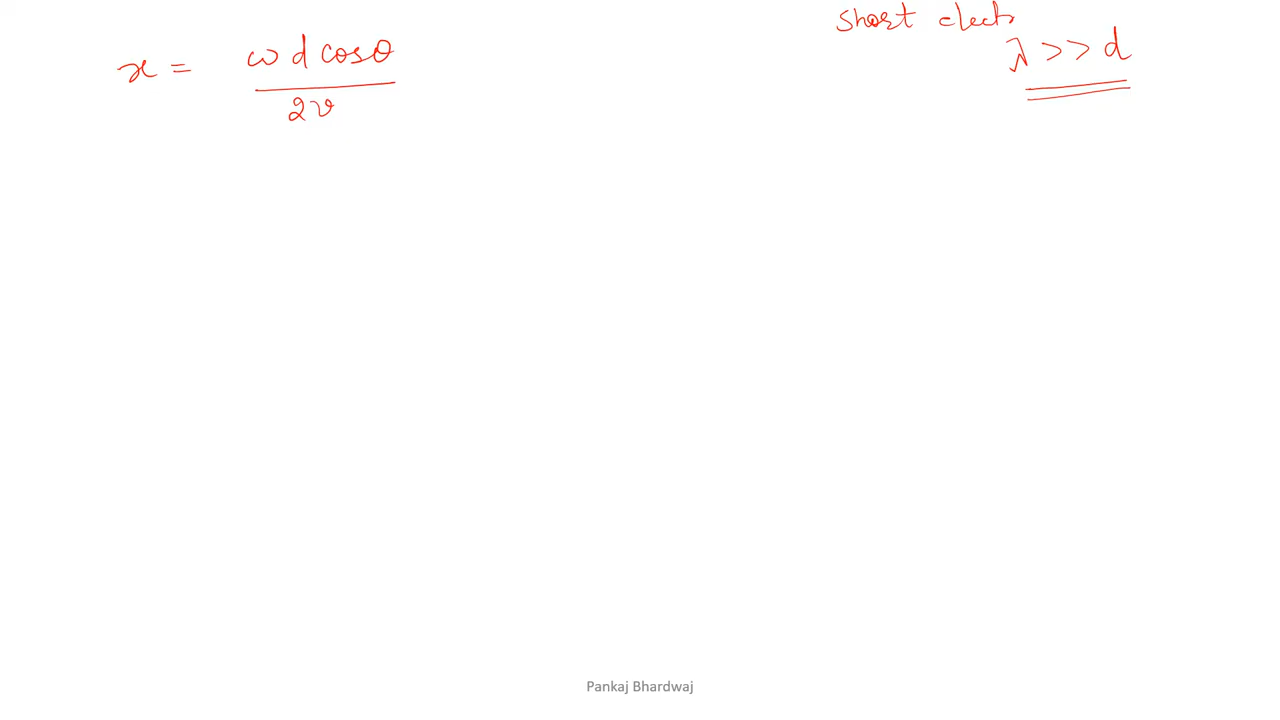 x = ω d cosθ / 2v
short elect
λ >> d
Pankaj Bhardwaj